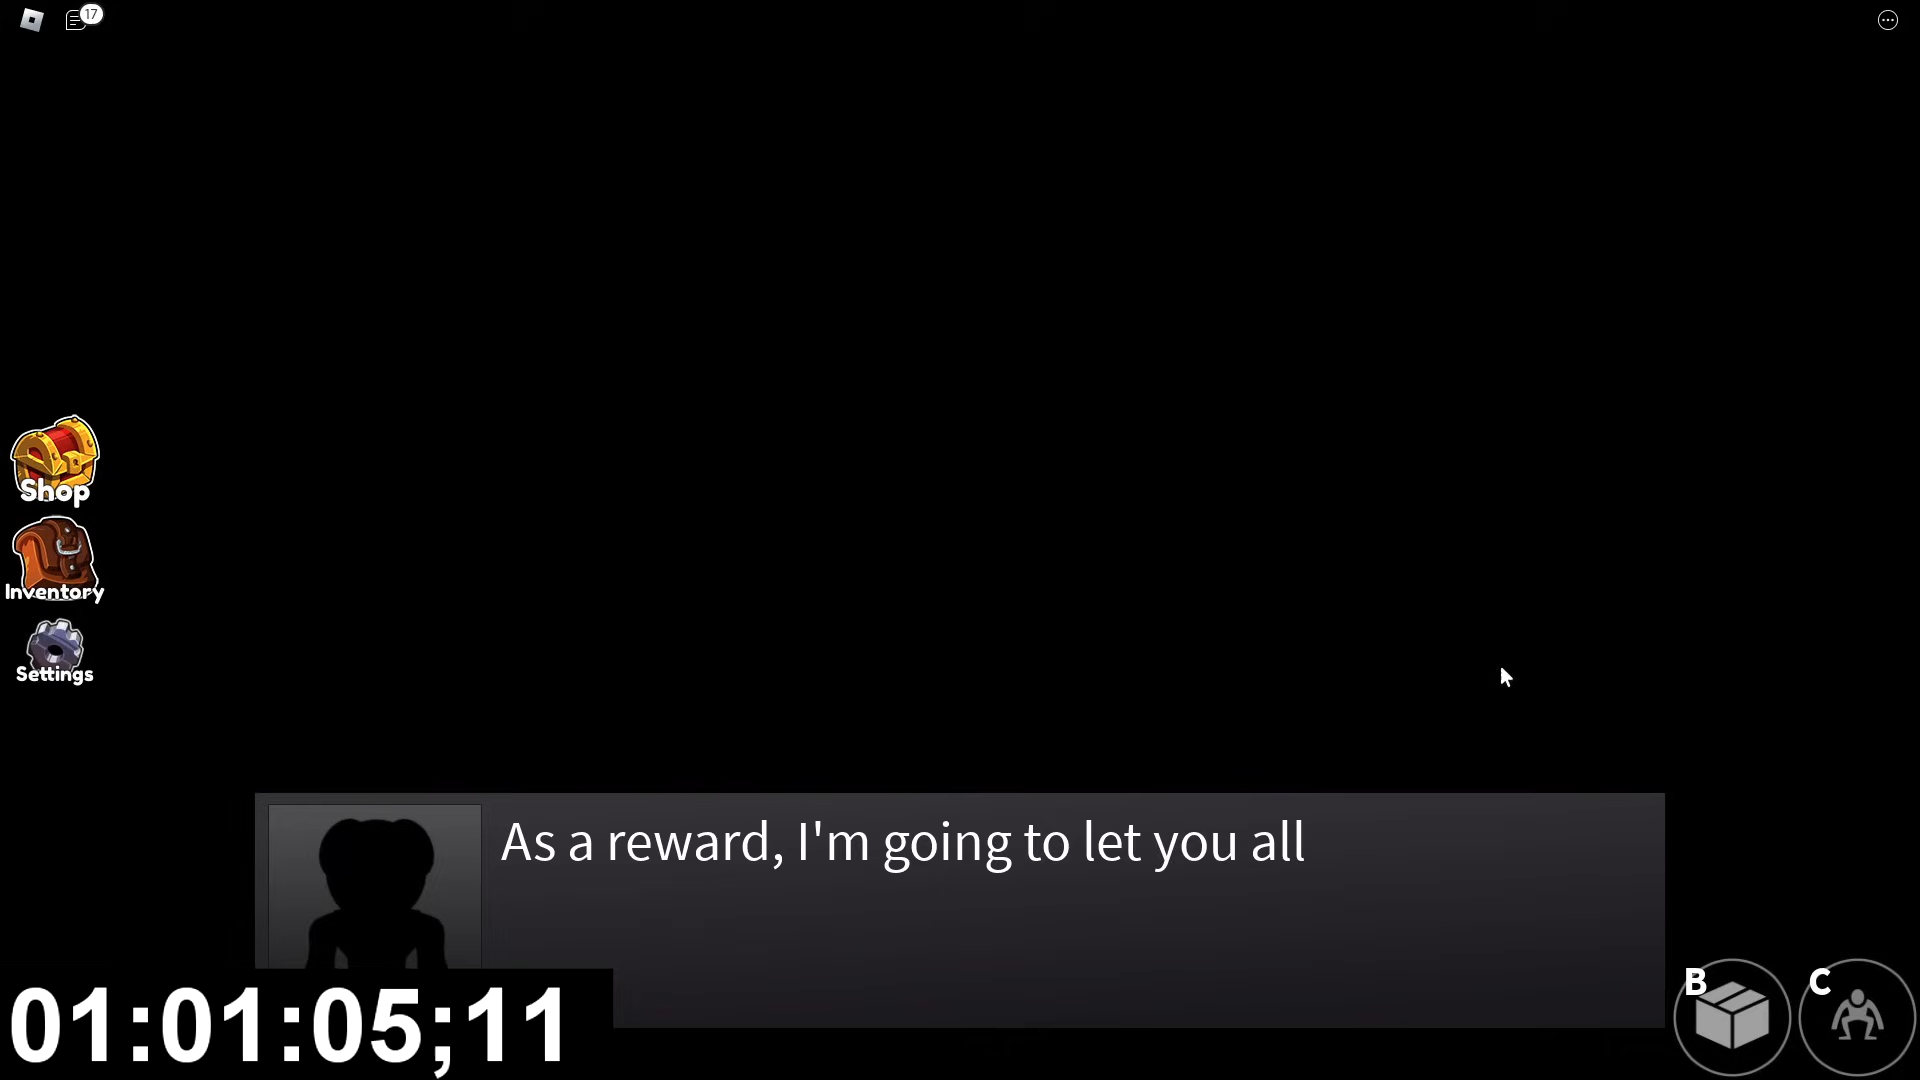 17
Shop
Inventory
Settings
As a reward, I'm going to let you all
B
C
01:01:05;11